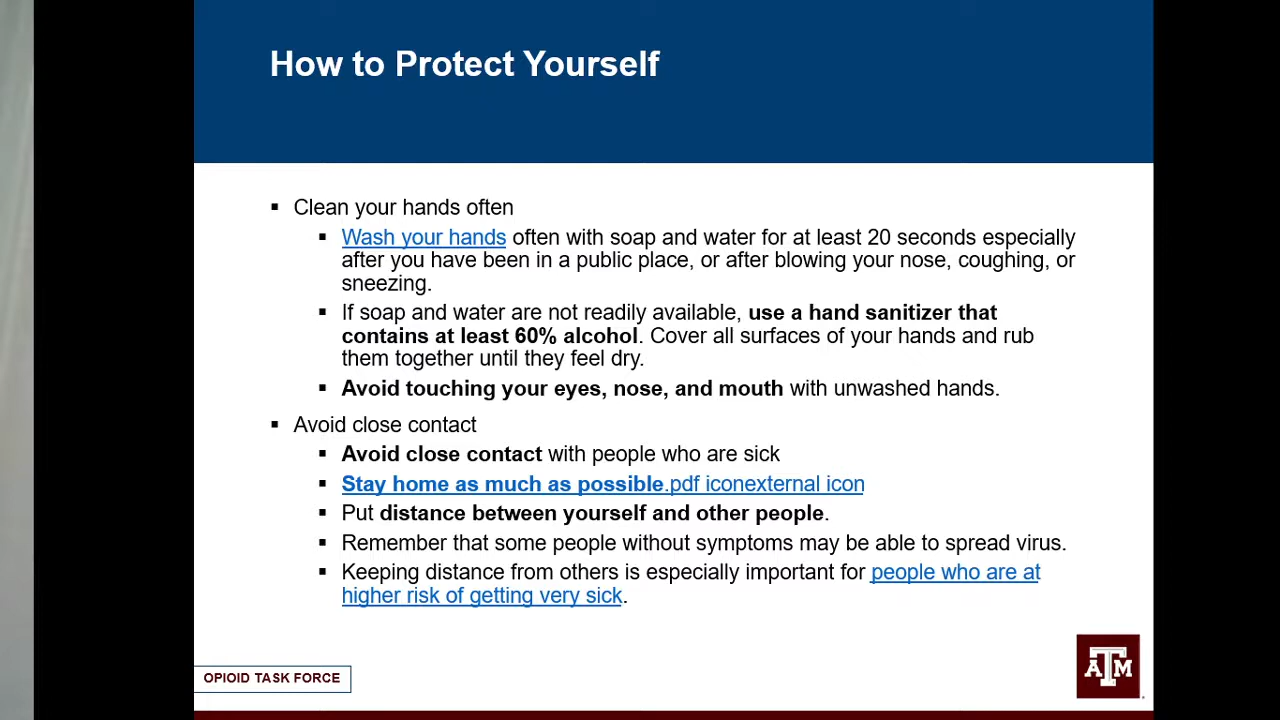 How to Protect Yourself
▪ Clean your hands often
▪ Wash your hands often with soap and water for at least 20 seconds especially
after you have been in a public place, or after blowing your nose, coughing, or
sneezing.
▪ If soap and water are not readily available, use a hand sanitizer that
contains at least 60% alcohol. Cover all surfaces of your hands and rub
them together until they feel dry.
▪ Avoid touching your eyes, nose, and mouth with unwashed hands.
▪ Avoid close contact
▪ Avoid close contact with people who are sick
▪ Stay home as much as possible.pdf iconexternal icon
▪ Put distance between yourself and other people.
▪ Remember that some people without symptoms may be able to spread virus.
▪ Keeping distance from others is especially important for people who are at
higher risk of getting very sick.
OPIOID TASK FORCE
ATM